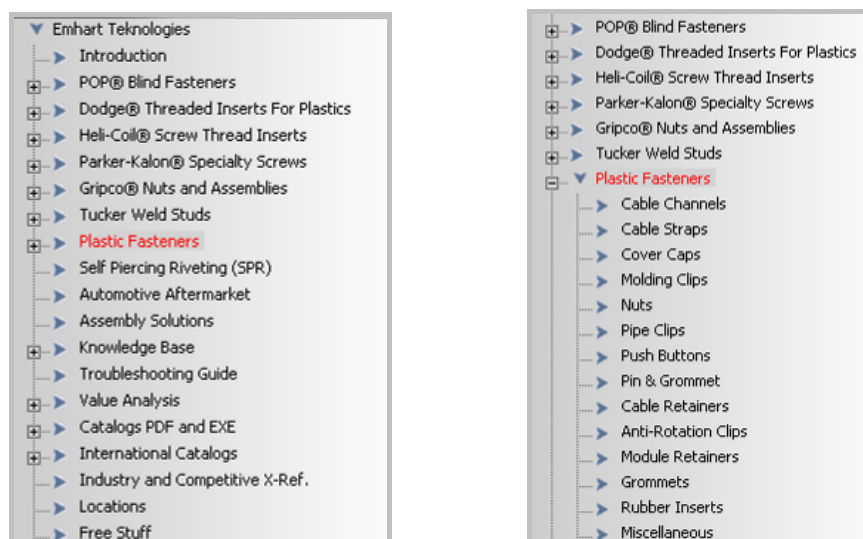 Emhart Teknologies
Introduction
POP® Blind Fasteners
Dodge® Threaded Inserts For Plastics
Heli-Coil® Screw Thread Inserts
Parker-Kalon® Specialty Screws
Gripco® Nuts and Assemblies
Tucker Weld Studs
Plastic Fasteners
Self Piercing Riveting (SPR)
Automotive Aftermarket
Assembly Solutions
Knowledge Base
Troubleshooting Guide
Value Analysis
Catalogs PDF and EXE
International Catalogs
Industry and Competitive X-Ref.
Locations
Free Stuff
POP® Blind Fasteners
Dodge® Threaded Inserts For Plastics
Heli-Coil® Screw Thread Inserts
Parker-Kalon® Specialty Screws
Gripco® Nuts and Assemblies
Tucker Weld Studs
Plastic Fasteners
Cable Channels
Cable Straps
Cover Caps
Molding Clips
Nuts
Pipe Clips
Push Buttons
Pin & Grommet
Cable Retainers
Anti-Rotation Clips
Module Retainers
Grommets
Rubber Inserts
Miscellaneous